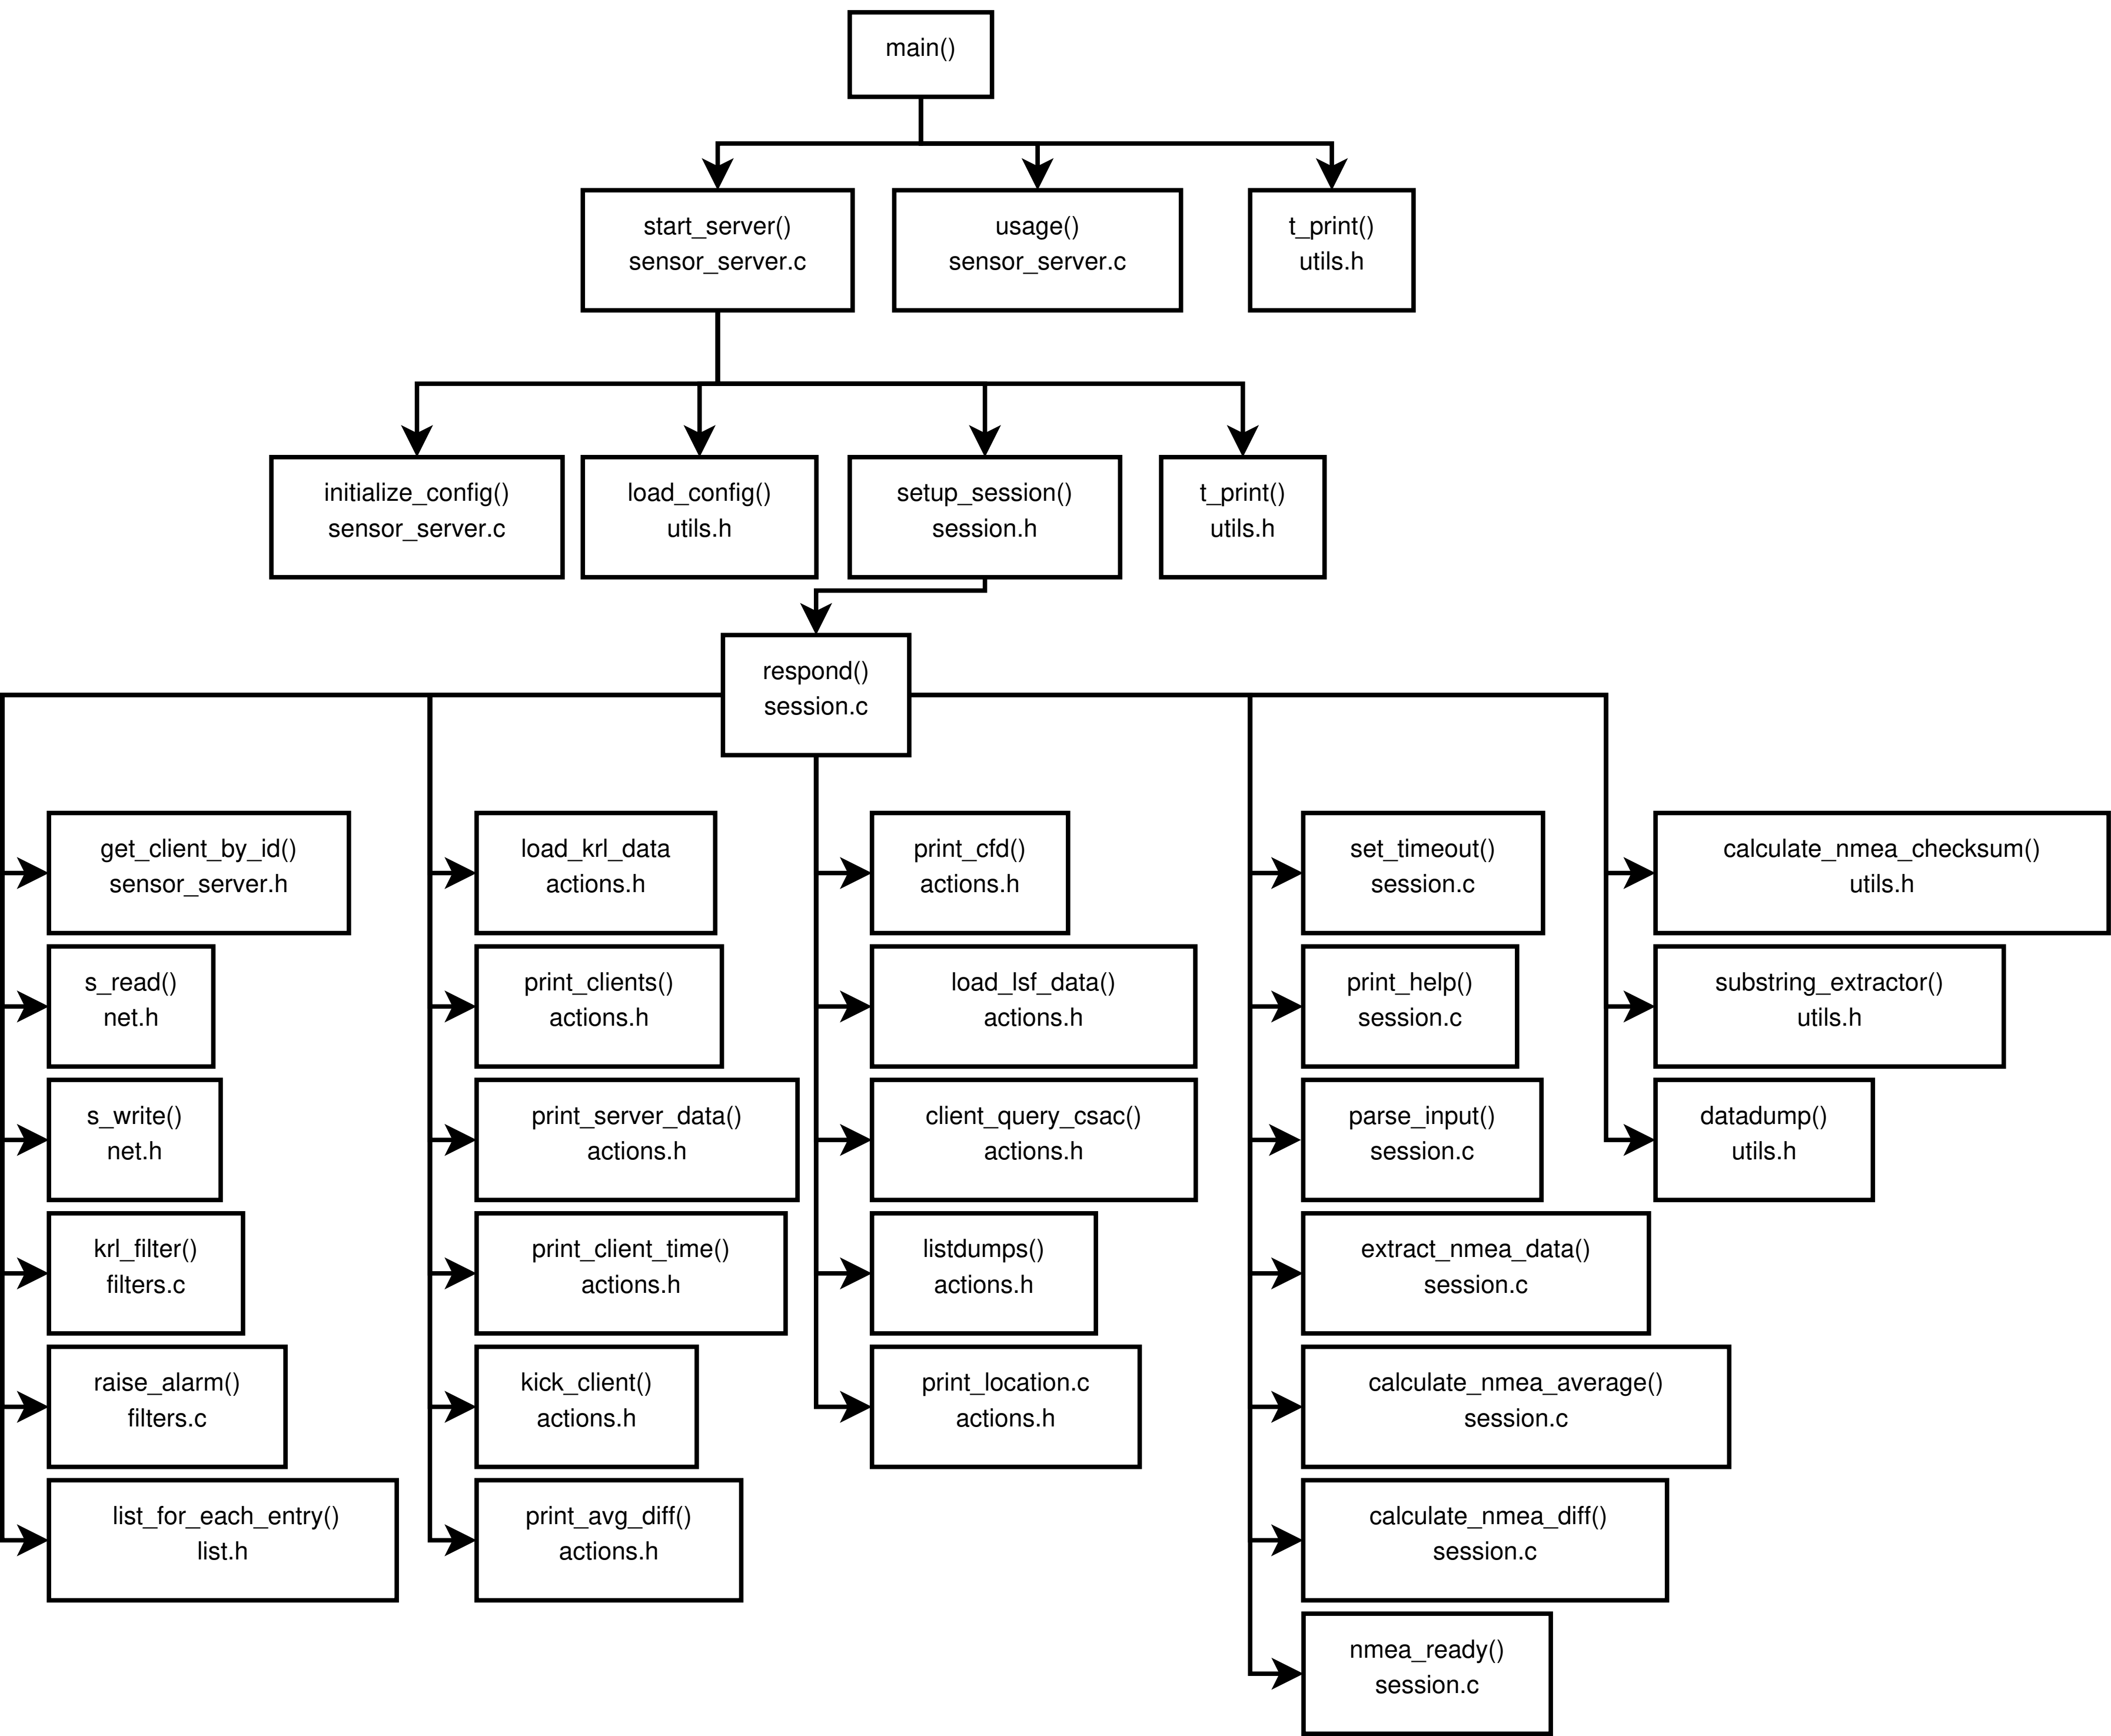 main()
start_server()
sensor_server.c
usage()
sensor_server.c
t_print()
utils.h
initialize_config()
sensor_server.c
load_config()
utils.h
setup_session()
session.h
t_print()
utils.h
respond()
session.c
get_client_by_id()
sensor_server.h
s_read()
net.h
s_write()
net.h
krl_filter()
filters.c
raise_alarm()
filters.c
list_for_each_entry()
list.h
load_krl_data
actions.h
print_clients()
actions.h
print_server_data()
actions.h
print_client_time()
actions.h
kick_client()
actions.h
print_avg_diff()
actions.h
print_cfd()
actions.h
load_lsf_data()
actions.h
client_query_csac()
actions.h
listdumps()
actions.h
print_location.c
actions.h
set_timeout()
session.c
print_help()
session.c
parse_input()
session.c
extract_nmea_data()
session.c
calculate_nmea_average()
session.c
calculate_nmea_diff()
session.c
nmea_ready()
session.c
calculate_nmea_checksum()
utils.h
substring_extractor()
utils.h
datadump()
utils.h